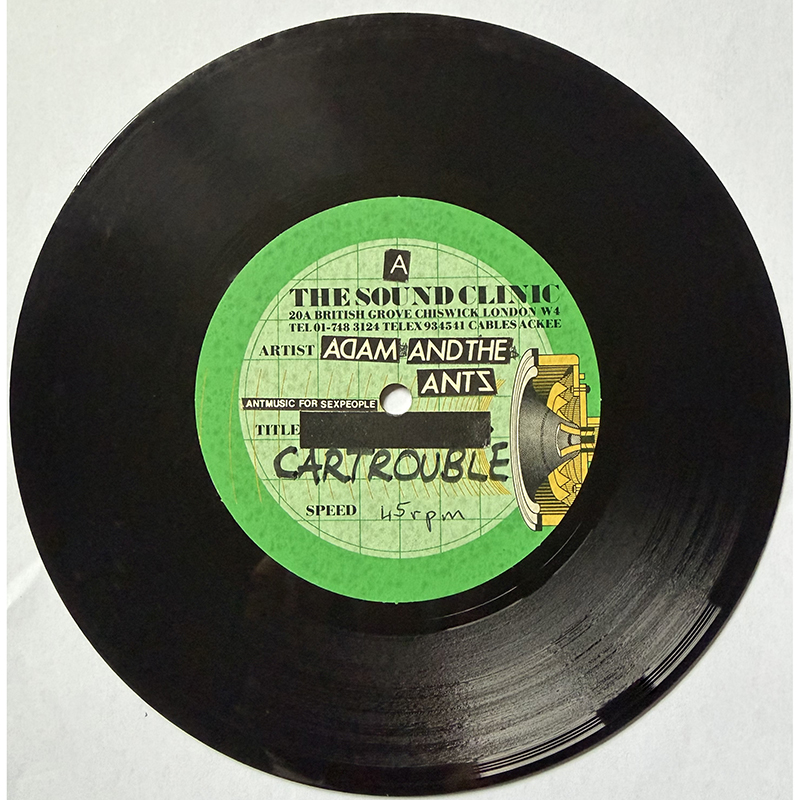 A
THE SOUND CLINIC
20A BRITISH GROVE CHISWICK LONDON W4
TEL 01-748 3124 TELEX 934541 CABLES ACKEE
ARTIST ADAM AND THE
ANTZ
ANTMUSIC FOR SEXPEOPLE
TITLE
CARTROUBLE
SPEED 45rpm